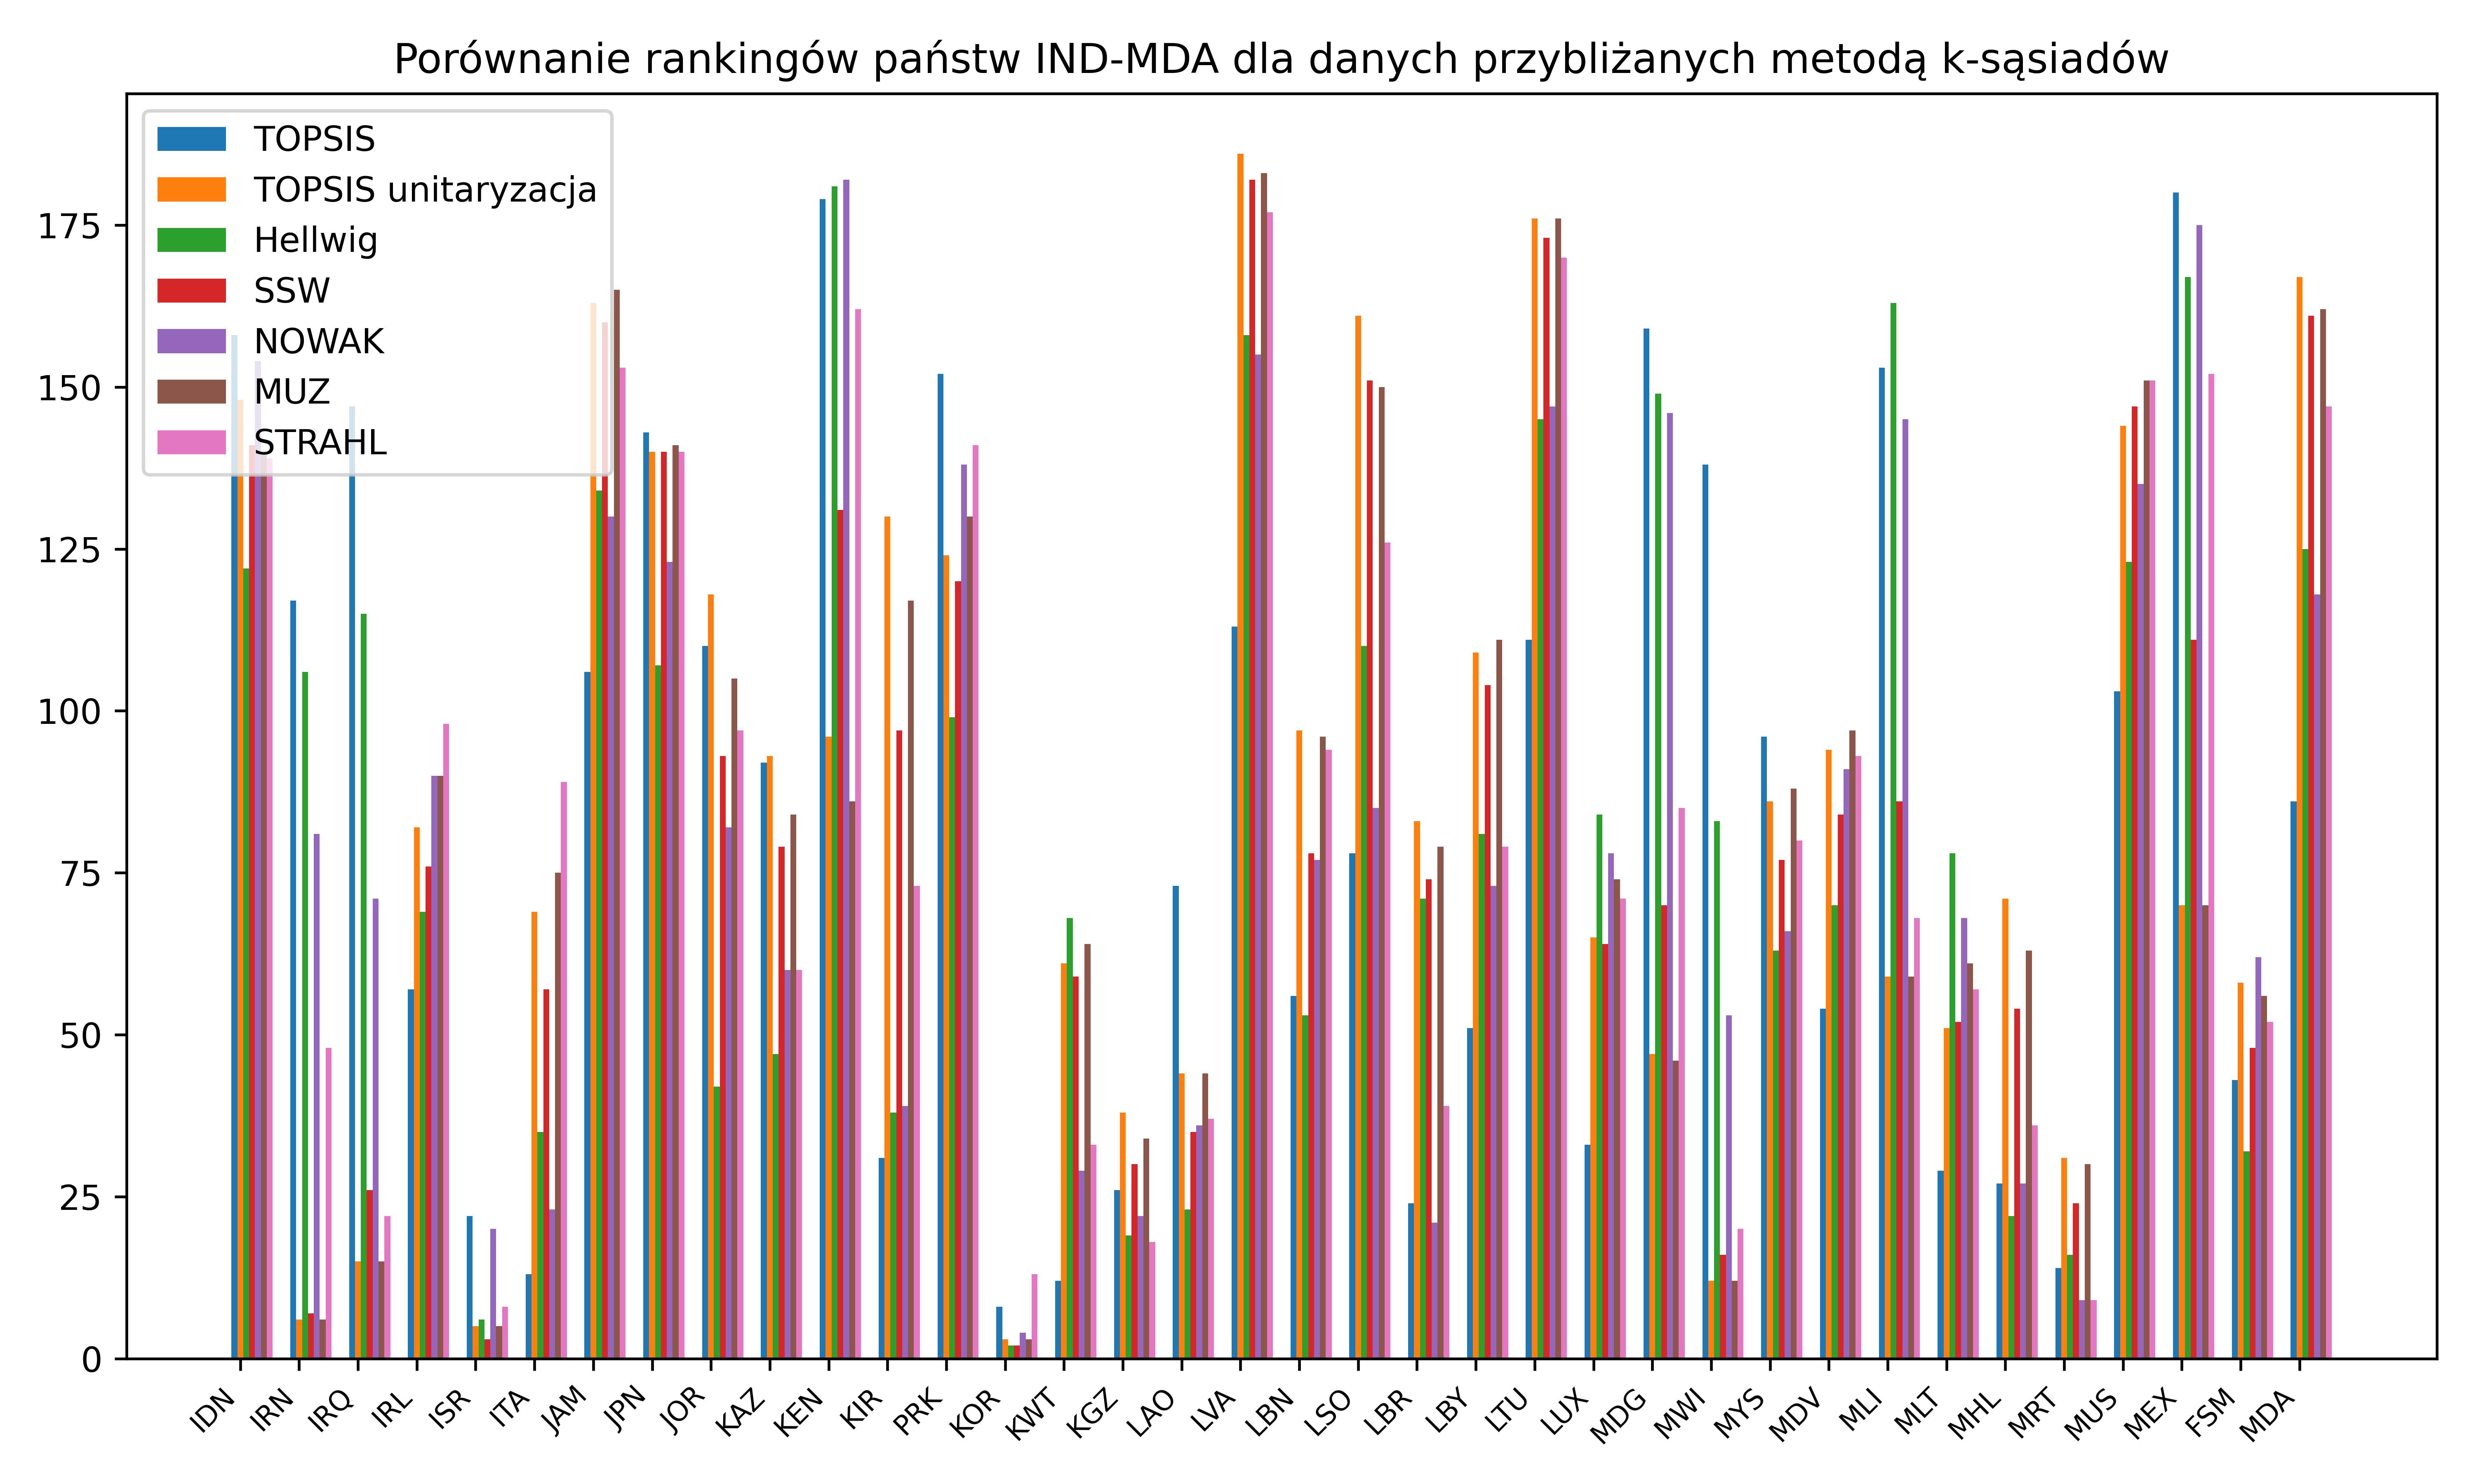 Porównanie rankingów państw IND-MDA dla danych przybliżanych metodą k-sąsiadów
TOPSIS
TOPSIS unitaryzacja
Hellwig
SSW
NOWAK
MUZ
STRAHL
175
150
125
100
75
50
25
0
IDN IRN IRQ IRL ISR ITA JAM JPN JOR KAZ KEN KIR PRK KOR KWT KGZ LAO LVA LBN LSO LBR LBY LTU LUX MDG MWI MYS MDV MLI MLT MHL MRT MUS MEX FSM MDA